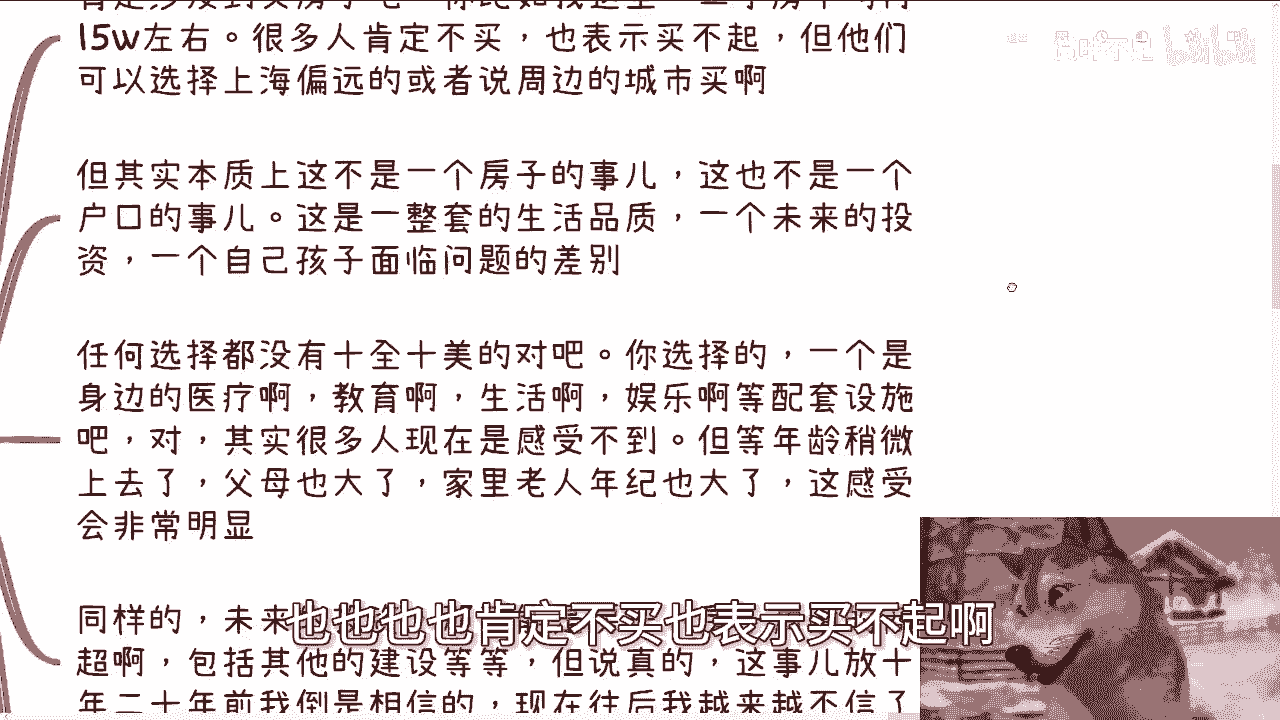 15w左右。很多人肯定不买，也表示买不起，但他们
可以选择上海偏远的或者说周边的城市买啊
但其实本质上这不是一个房子的事儿，这也不是一个
户口的事儿。这是一整套的生活品质，一个未来的投
资，一个自己孩子面临问题的差别
任何选择都没有十全十美的对吧。你选择的，一个是
身边的医疗啊，教育啊，生活啊，娱乐啊等配套设施
吧，对，其实很多人现在是感受不到。但等年龄稍微
上去了，父母也大了，家里老人年纪也大了，这感受
会非常明显
同样的，未来
也也也也肯定不买也表示买不起啊
超啊，包括其他的建设等等，但说真的，这事儿放十
年二十年前我倒是相信的，现在往后我越来越不信了